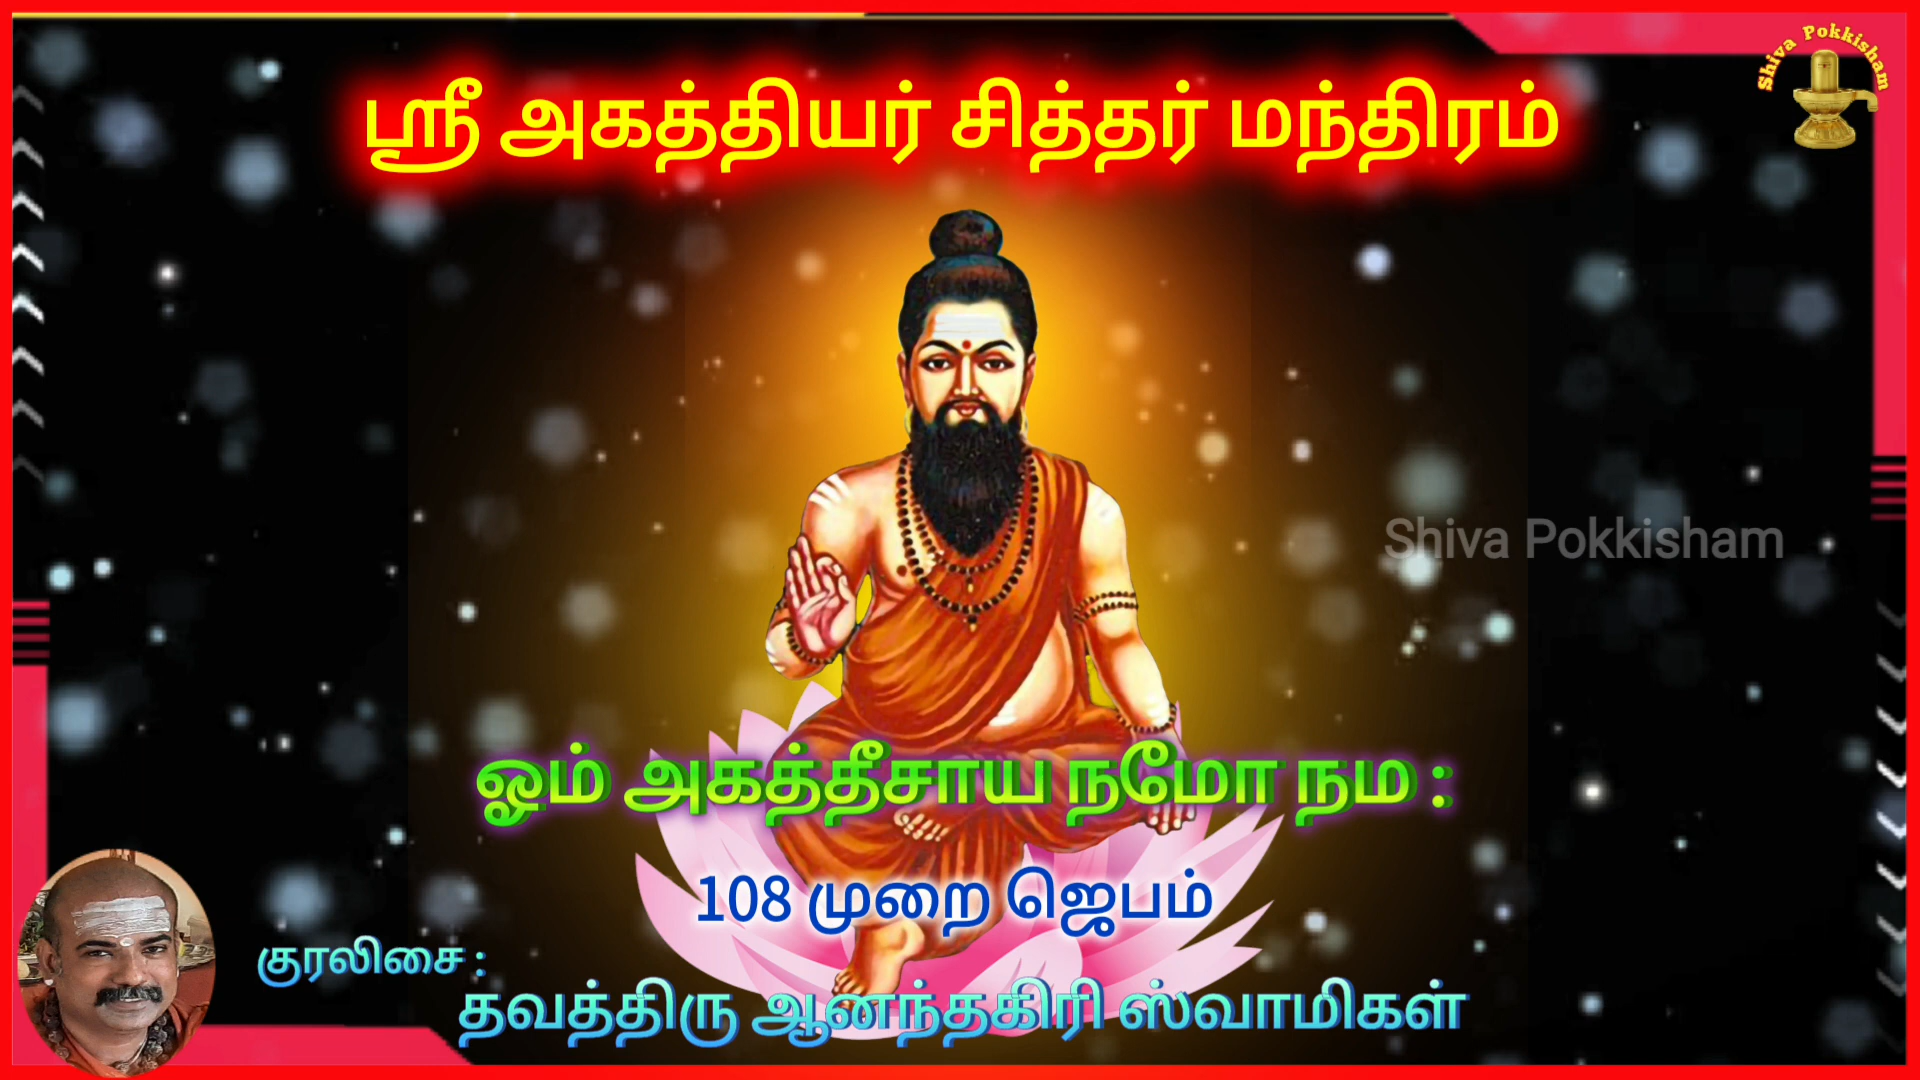 Shiva Pokkisham
ஸ்ரீ அகத்தியர் சித்தர் மந்திரம்
Shiva Pokkisham
ஓம் அகத்தீசாய நமோ நம :
108 முறை ஜெபம்
குரலிசை :
தவத்திரு ஆனந்தகிரி ஸ்வாமிகள்